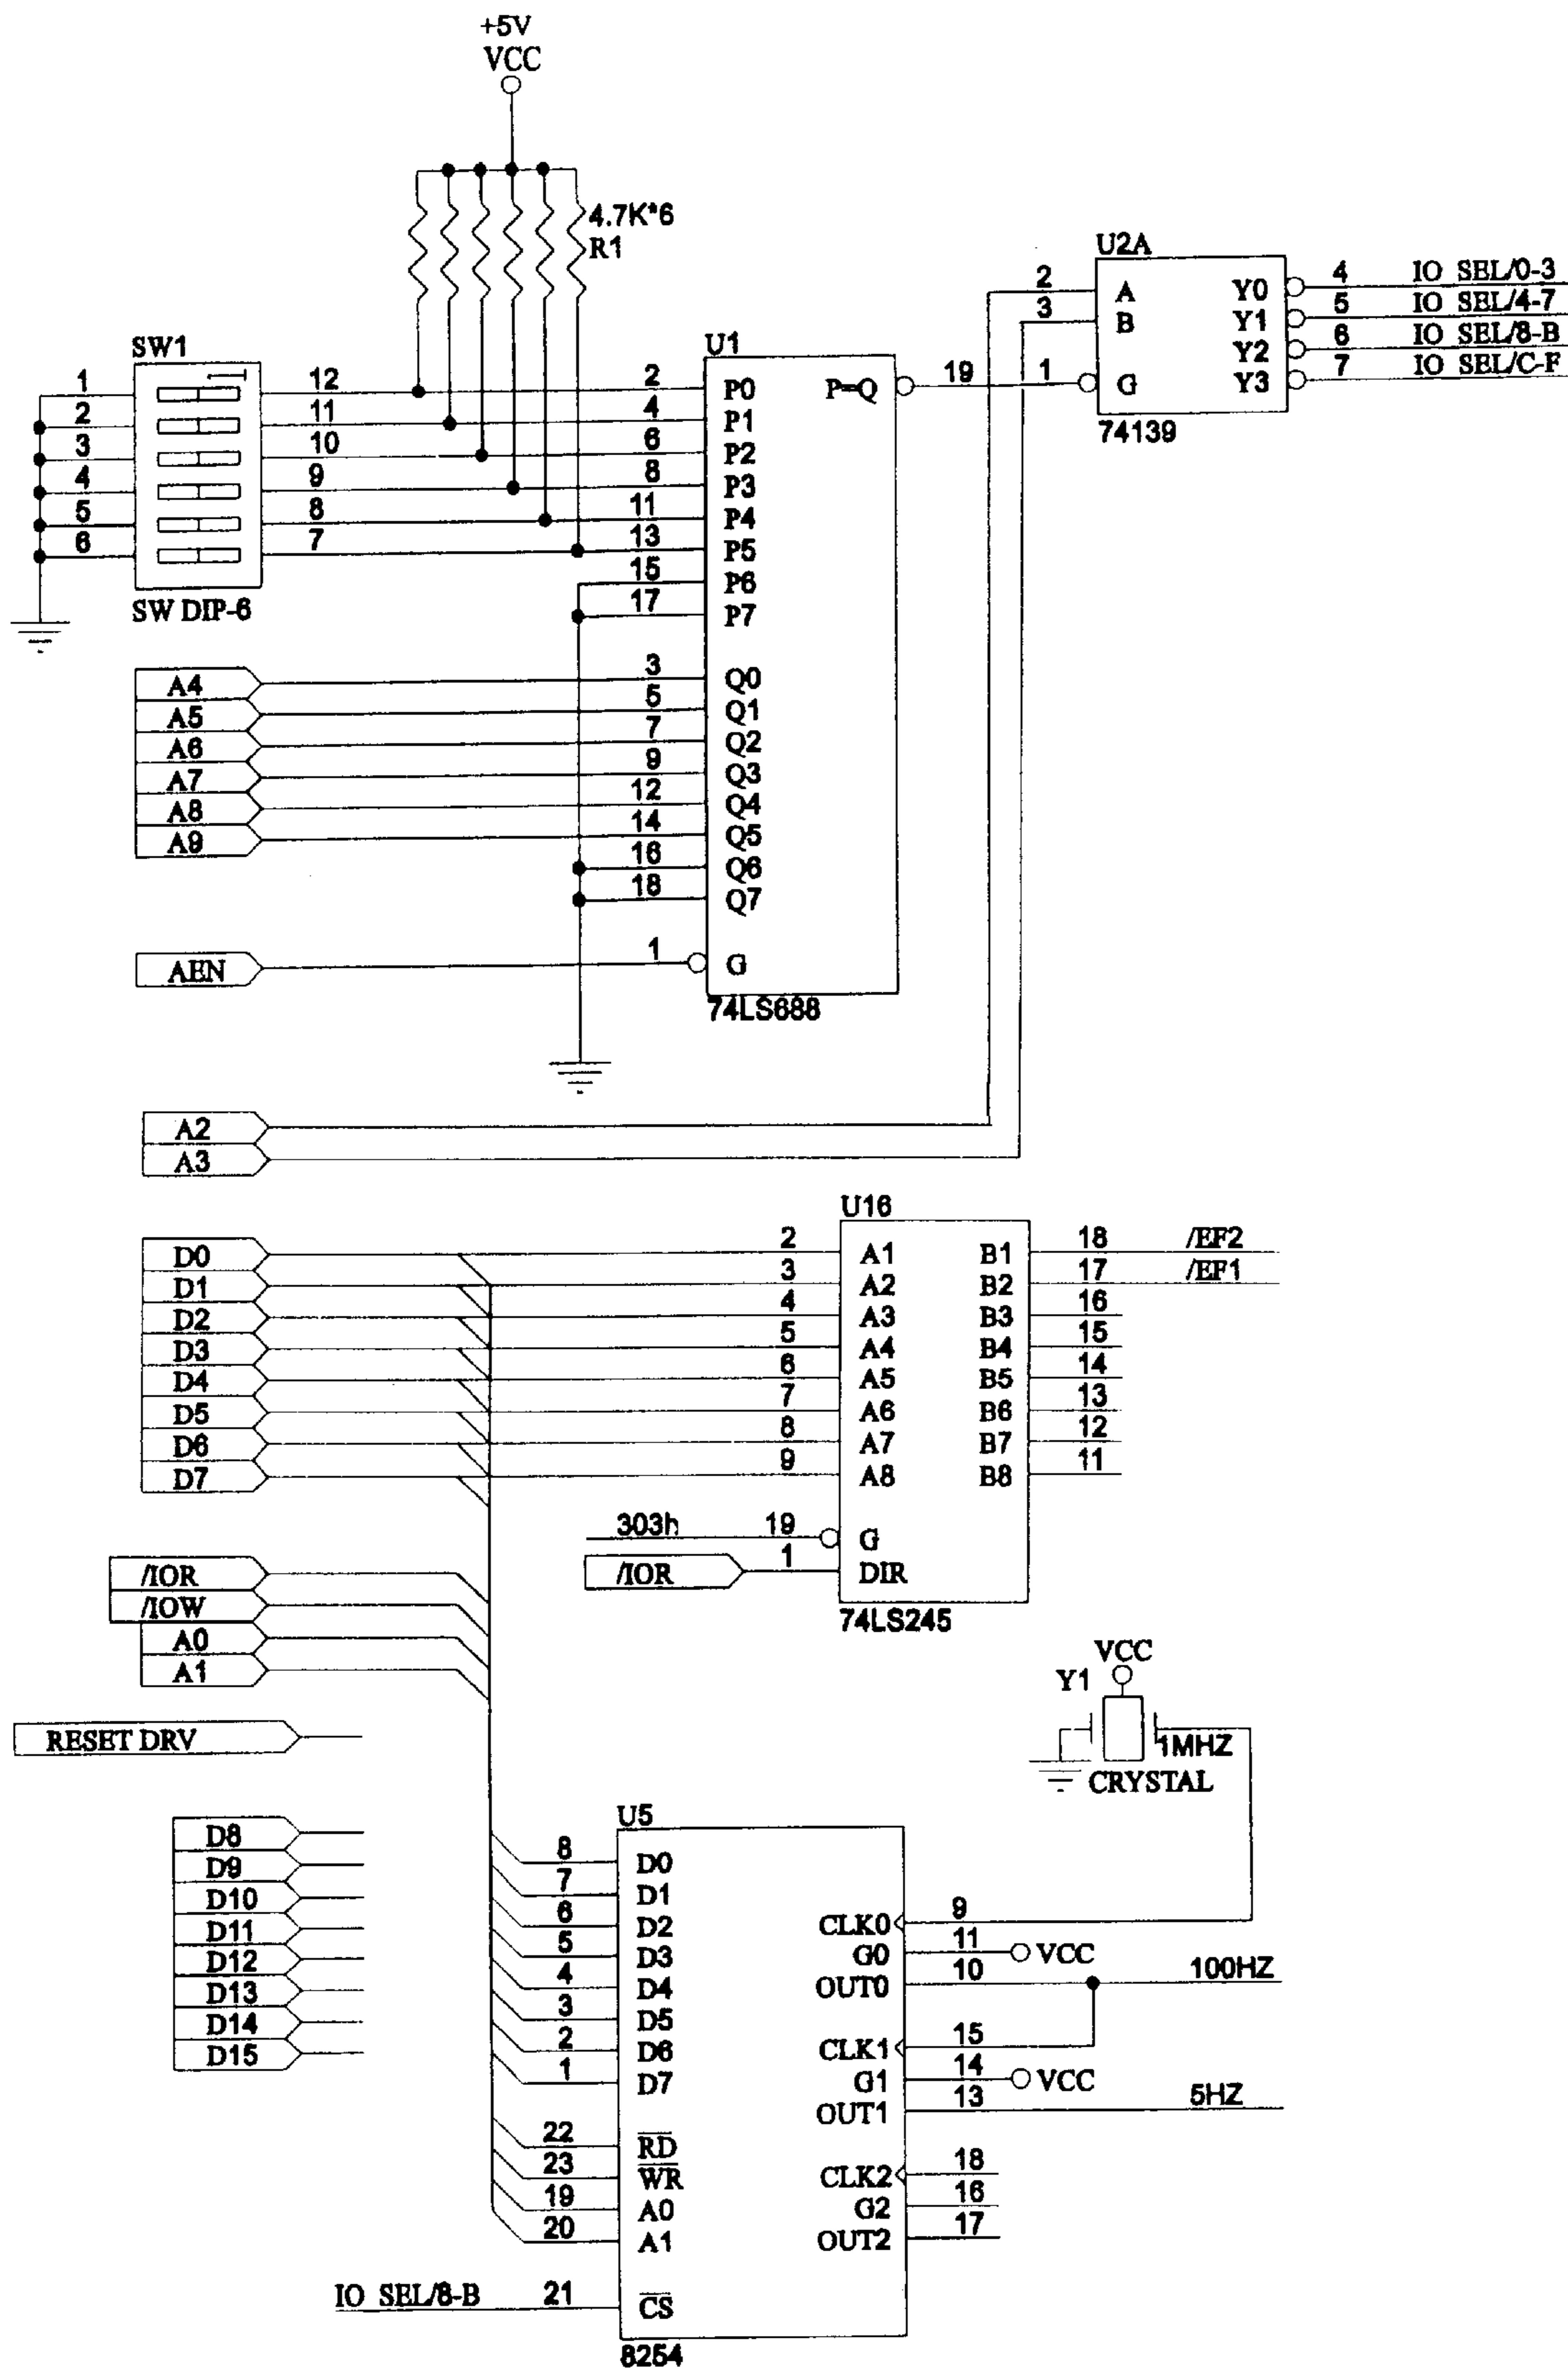 +5V
VCC
4.7K*6
R1
SW1
1 12
2 11
3 10
4 9
5 8
6 7
SW DIP-6
U1
2 P0 P=Q 19
4 P1
6 P2
8 P3
11 P4
13 P5
15 P6
17 P7
A4 3 Q0
A5 5 Q1
A6 7 Q2
A7 9 Q3
A8 12 Q4
A9 14 Q5
16 Q6
18 Q7
AEN 1 G
74LS688
U2A
2 A Y0 4 IO SEL/0-3
3 B Y1 5 IO SEL/4-7
Y2 6 IO SEL/8-B
1 G Y3 7 IO SEL/C-F
74139
A2
A3
U16
D0 2 A1 B1 18 /EF2
D1 3 A2 B2 17 /EF1
D2 4 A3 B3 16
D3 5 A4 B4 15
D4 6 A5 B5 14
D5 7 A6 B6 13
D6 8 A7 B7 12
D7 9 A8 B8 11
303h 19 G
/IOR 1 DIR
74LS245
/IOR
/IOW
A0
A1
RESET DRV
VCC
Y1
1MHZ
CRYSTAL
D8
D9
D10
D11
D12
D13
D14
D15
U5
8 D0
7 D1
6 D2
5 D3
4 D4
3 D5
2 D6
1 D7
22 RD
23 WR
19 A0
20 A1
IO SEL/8-B 21 CS
CLK0 9
G0 11 VCC
OUT0 10 100HZ
CLK1 15
G1 14 VCC
OUT1 13 5HZ
CLK2 18
G2 16
OUT2 17
8254